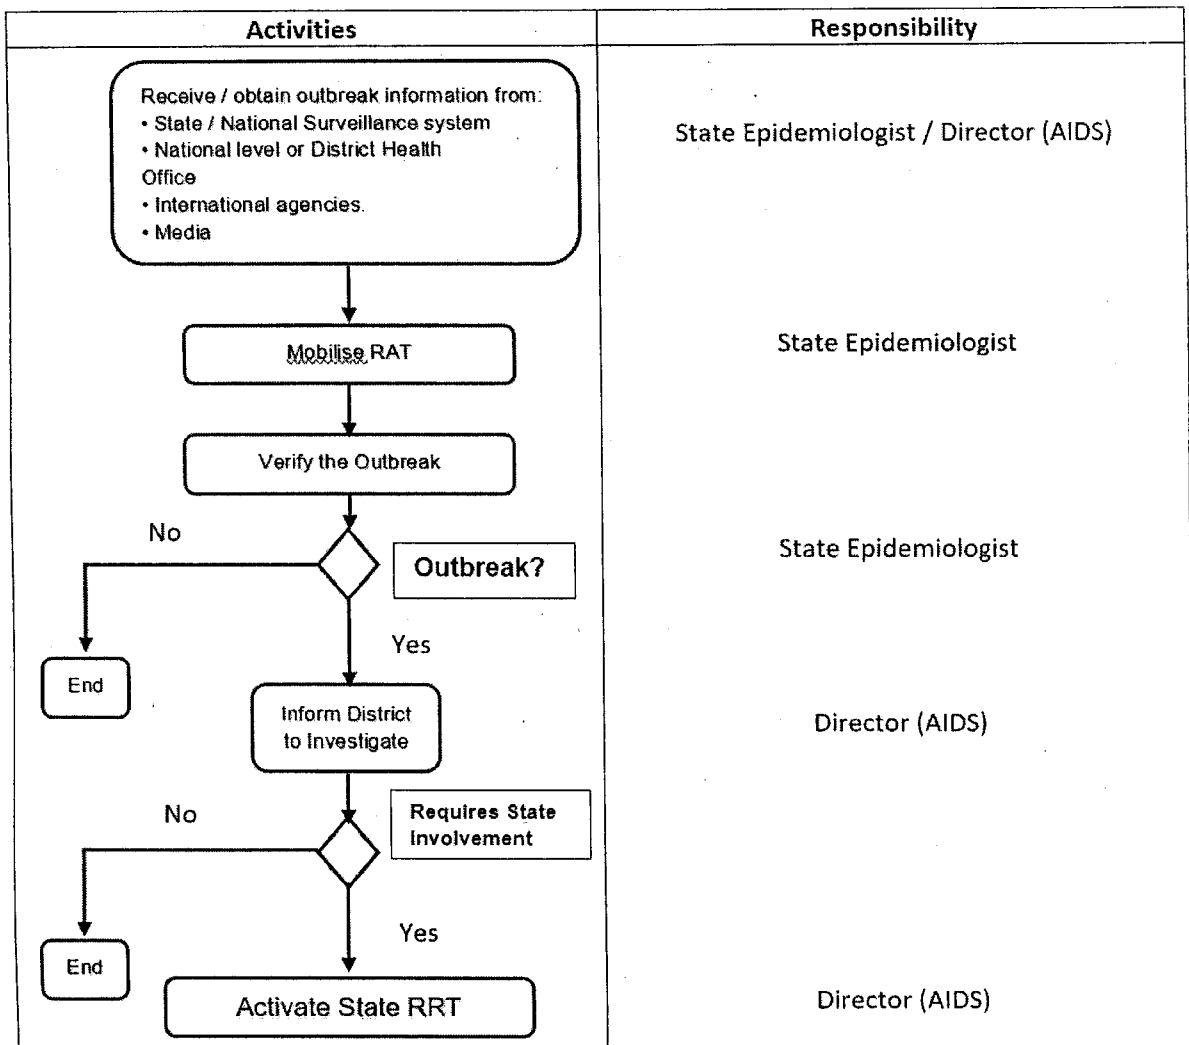 Activities
Responsibility
Receive / obtain outbreak information from:
• State / National Surveillance system
• National level or District Health
Office
• International agencies.
• Media
State Epidemiologist / Director (AIDS)
Mobilise RAT
State Epidemiologist
Verify the Outbreak
No
Outbreak?
State Epidemiologist
Yes
End
Inform District
to Investigate
Director (AIDS)
No
Requires State
Involvement
Yes
End
Activate State RRT
Director (AIDS)